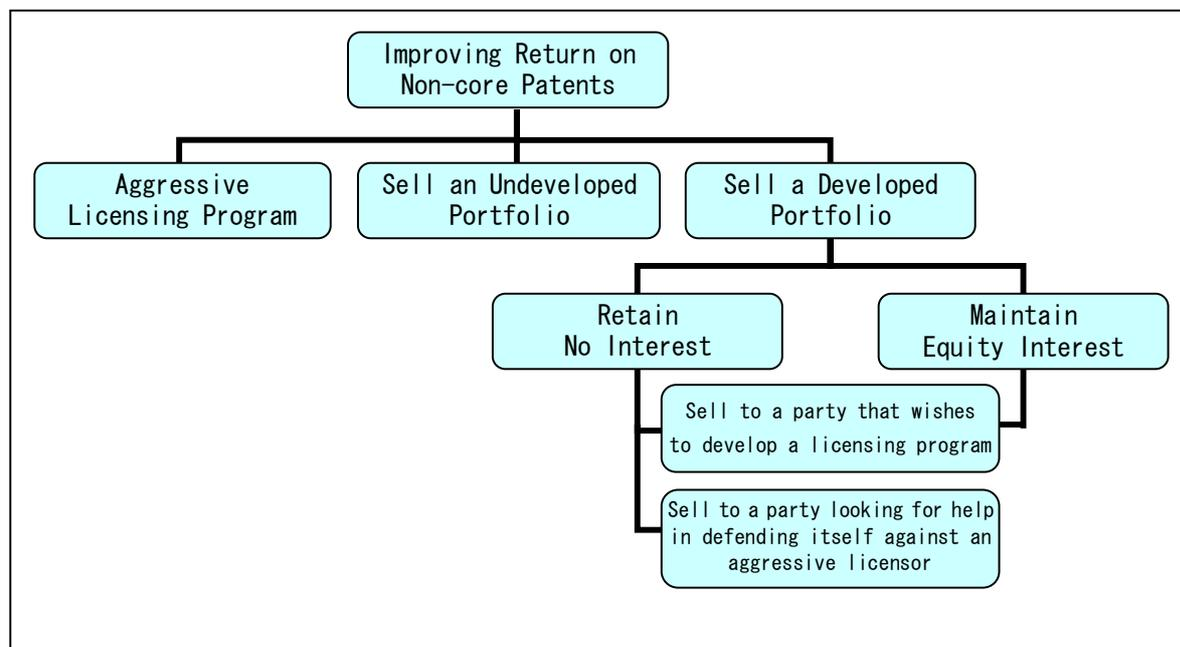 Improving Return on
Non-core Patents
Aggressive
Licensing Program
Sell an Undeveloped
Portfolio
Sell a Developed
Portfolio
Retain
No Interest
Maintain
Equity Interest
Sell to a party that wishes
to develop a licensing program
Sell to a party looking for help
in defending itself against an
aggressive licensor